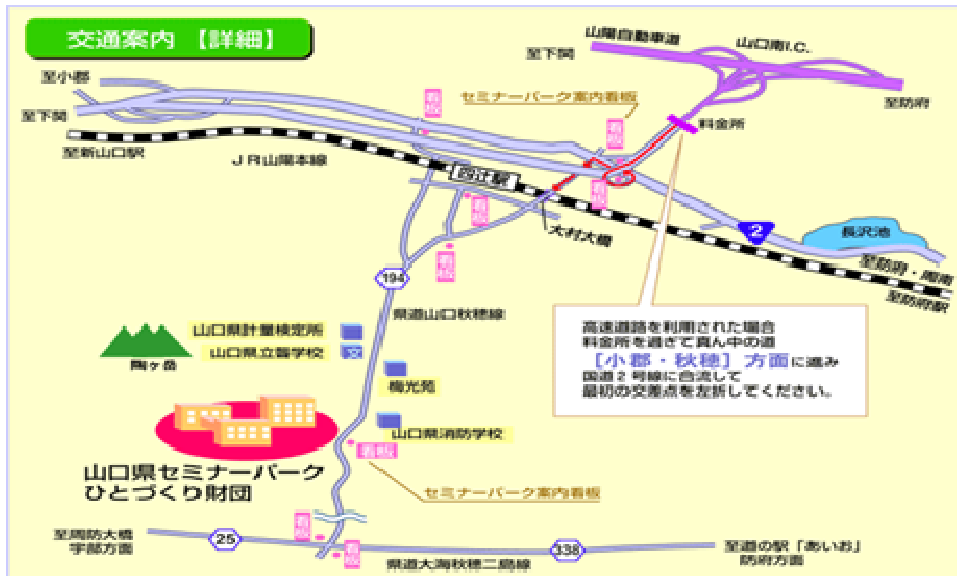 交通案内 【詳細】
山陽自動車道
山口南I.C.
至下関
至防府
至小郡
至下関
セミナーパーク案内看板
看板
看板
料金所
至新山口駅
JR山陽本線
四辻駅
看板
看板
大村大橋
2
長沢池
至防府・周南
至防府駅
看板
194
県道山口秋穂線
高速道路を利用された場合
料金所を過ぎて真ん中の道
［小郡・秋穂］方面に進み
国道2号線に合流して
最初の交差点を左折してください。
山口県計量検定所
山口県立聾学校
文
陶ヶ岳
梅光苑
山口県消防学校
看板
山口県セミナーパーク
ひとづくり財団
セミナーパーク案内看板
看板
至周防大橋
宇部方面
25
看板
県道大海秋穂二島線
338
至道の駅「あいお」
防府方面